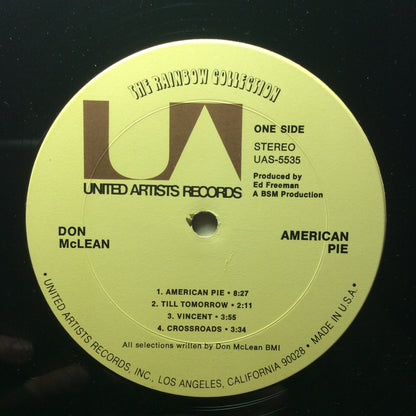 THE RAINBOW COLLECTION
UA
UNITED ARTISTS RECORDS
ONE SIDE
STEREO
UAS-5535
Produced by
Ed Freeman
A BSM Production
DON
McLEAN
AMERICAN
PIE
1. AMERICAN PIE • 8:27
2. TILL TOMORROW • 2:11
3. VINCENT • 3:55
4. CROSSROADS • 3:34
All selections written by Don McLean BMI
• UNITED ARTISTS RECORDS, INC., LOS ANGELES, CALIFORNIA 90028 • MADE IN U.S.A. •